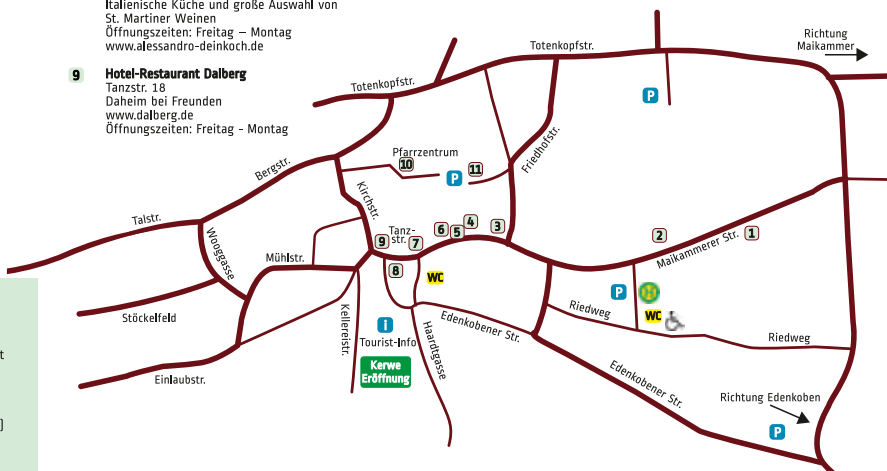 Italienische Küche und große Auswahl von
St. Martiner Weinen
Öffnungszeiten: Freitag – Montag
www.alessandro-deinkoch.de
9 Hotel-Restaurant Dalberg
Tanzstr. 18
Daheim bei Freunden
www.dalberg.de
Öffnungszeiten: Freitag - Montag
Richtung
Maikammer
Totenkopfstr.
Totenkopfstr.
P
Friedhofstr.
Pfarrzentrum
10
11
P
Bergstr.
Kirchstr.
Talstr.
Wooggasse
Mühlstr.
Tanz-
str.
9
7
6
5
4
3
2
1
Maikammerer Str.
8
WC
P
H
WC
Riedweg
Riedweg
Stöckelfeld
Kellereistr.
i
Tourist-Info
Kerwe
Eröffnung
Haardtgasse
Edenkobener Str.
Edenkobener Str.
Einlaubstr.
Richtung Edenkoben
P
t
)